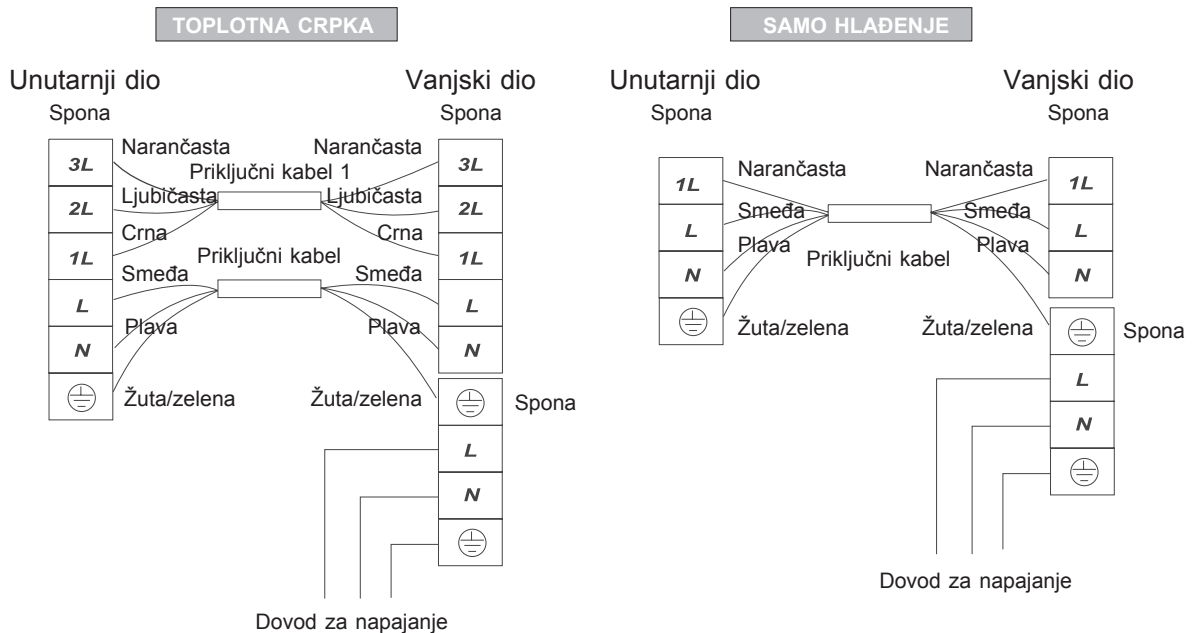 TOPLOTNA CRPKA
Unutarnji dio
Vanjski dio
Spona
Spona
3L
Narančasta
Narančasta
3L
Priključni kabel 1
2L
Ljubičasta
Ljubičasta
2L
1L
Crna
Crna
1L
Priključni kabel
Smeđa
Smeđa
L
L
Plava
Plava
N
N
Žuta/zelena
Žuta/zelena
Spona
L
N
Dovod za napajanje
SAMO HLAĐENJE
Unutarnji dio
Vanjski dio
Spona
Spona
1L
Narančasta
Narančasta
1L
L
Smeđa
Smeđa
L
Plava
Plava
Priključni kabel
N
N
Žuta/zelena
Žuta/zelena
Spona
L
N
Dovod za napajanje